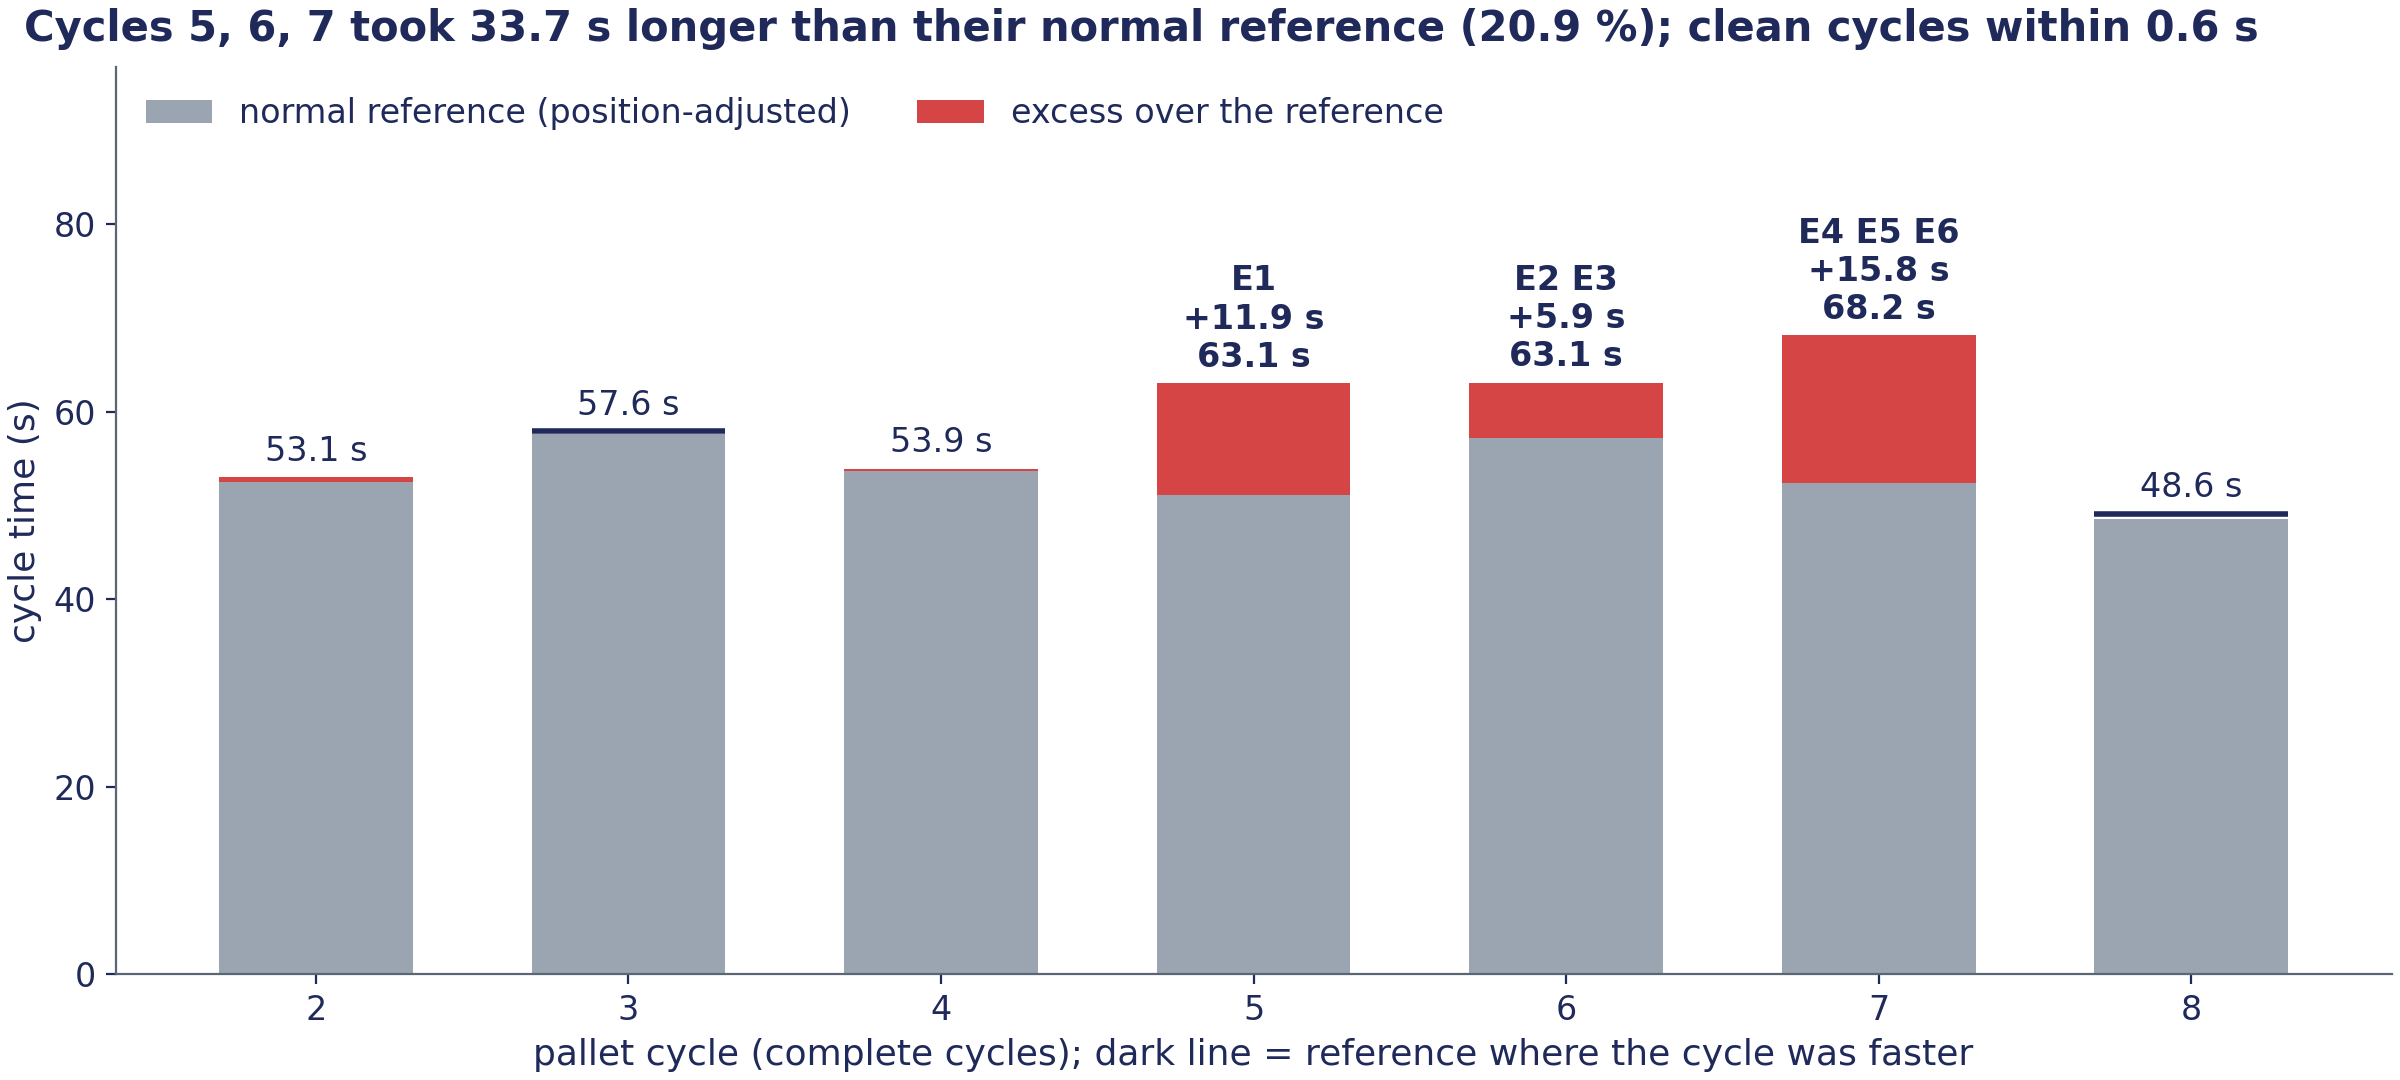 Cycles 5, 6, 7 took 33.7 s longer than their normal reference (20.9 %); clean cycles within 0.6 s
normal reference (position-adjusted)
excess over the reference
cycle time (s)
80
60
40
20
0
53.1 s
57.6 s
53.9 s
E1
+11.9 s
63.1 s
E2 E3
+5.9 s
63.1 s
E4 E5 E6
+15.8 s
68.2 s
48.6 s
2
3
4
5
6
7
8
pallet cycle (complete cycles); dark line = reference where the cycle was faster